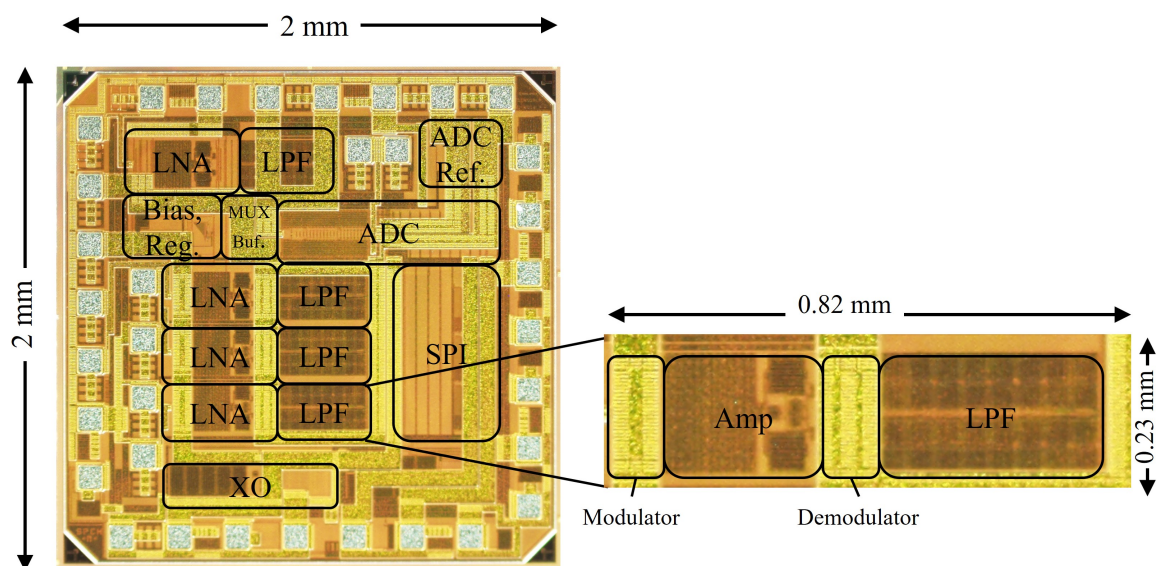 2 mm
2 mm
LNA
LPF
ADC
Ref.
Bias,
Reg.
MUX
Buf.
ADC
LNA
LPF
LNA
LPF
SPI
LNA
LPF
XO
0.82 mm
Amp
LPF
0.23 mm
Modulator
Demodulator